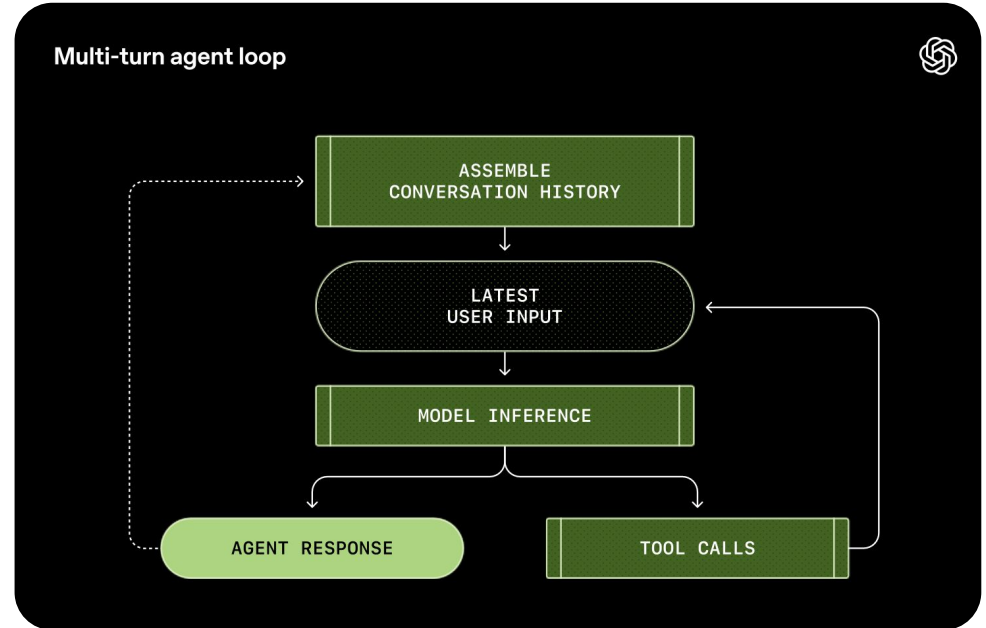 Multi-turn agent loop
ASSEMBLE
CONVERSATION HISTORY
LATEST
USER INPUT
MODEL INFERENCE
AGENT RESPONSE
TOOL CALLS